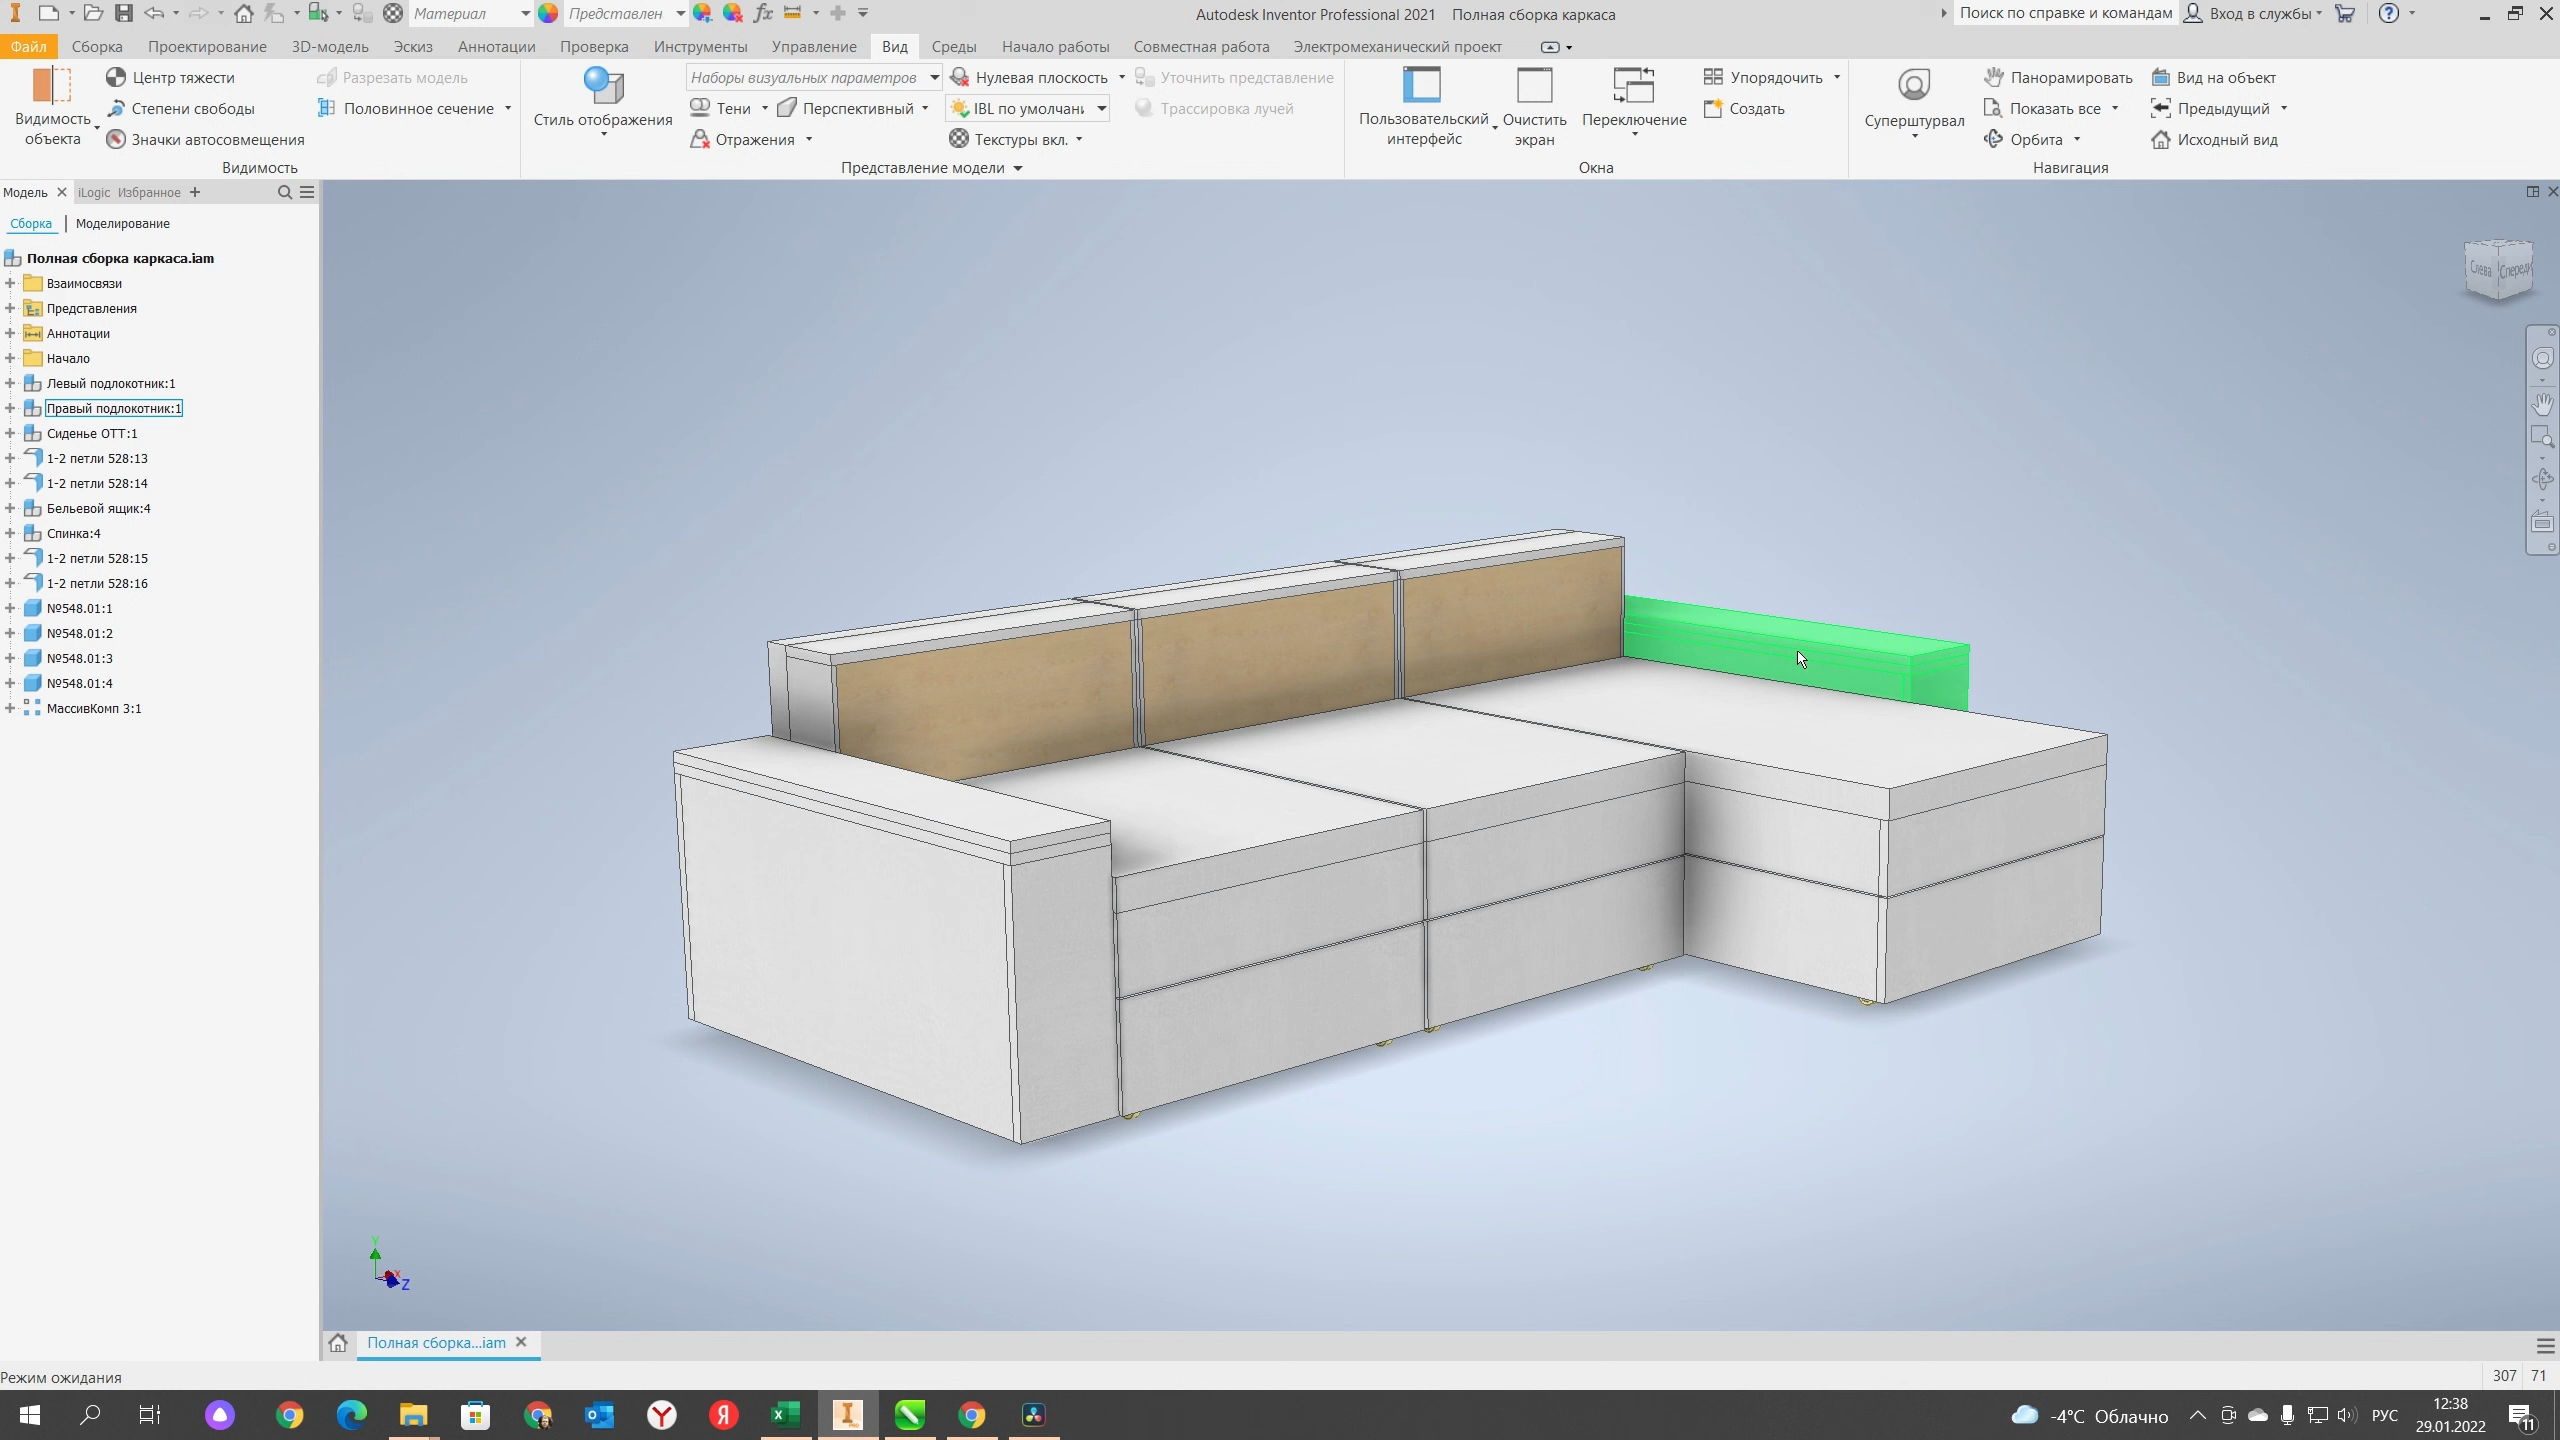 Материал
Представлен
fx
Autodesk Inventor Professional 2021 Полная сборка каркаса
Поиск по справке и командам
Вход в службы
Файл Сборка Проектирование 3D-модель Эскиз Аннотации Проверка Инструменты Управление Вид Среды Начало работы Совместная работа Электромеханический проект
Видимость объекта
Центр тяжести
Степени свободы
Значки автосовмещения
Разрезать модель
Половинное сечение
Видимость
Стиль отображения
Наборы визуальных параметров
Тени
Перспективный
Отражения
Нулевая плоскость
IBL по умолчани
Текстуры вкл.
Уточнить представление
Трассировка лучей
Представление модели
Пользовательский интерфейс
Очистить экран
Переключение
Упорядочить
Создать
Окна
Суперштурвал
Панорамировать
Показать все
Орбита
Вид на объект
Предыдущий
Исходный вид
Навигация
Модель iLogic Избранное
Сборка Моделирование
Полная сборка каркаса.iam
Взаимосвязи
Представления
Аннотации
Начало
Левый подлокотник:1
Правый подлокотник:1
Сиденье ОТТ:1
1-2 петли 528:13
1-2 петли 528:14
Бельевой ящик:4
Спинка:4
1-2 петли 528:15
1-2 петли 528:16
№548.01:1
№548.01:2
№548.01:3
№548.01:4
МассивКомп 3:1
Слева Спереди
Y
X
Z
Полная сборка...iam
Режим ожидания
307 71
-4°C Облачно
РУС
12:38
29.01.2022
11